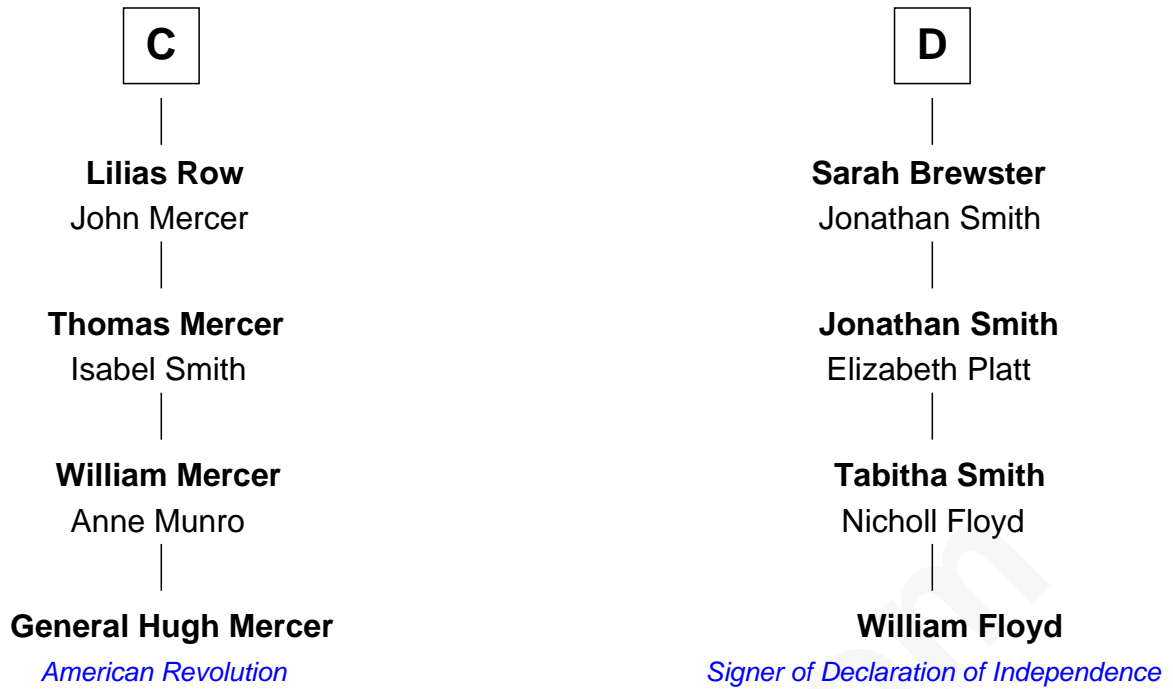 C
Lilias Row
John Mercer
Thomas Mercer
Isabel Smith
William Mercer
Anne Munro
General Hugh Mercer
American Revolution
D
Sarah Brewster
Jonathan Smith
Jonathan Smith
Elizabeth Platt
Tabitha Smith
Nicholl Floyd
William Floyd
Signer of Declaration of Independence